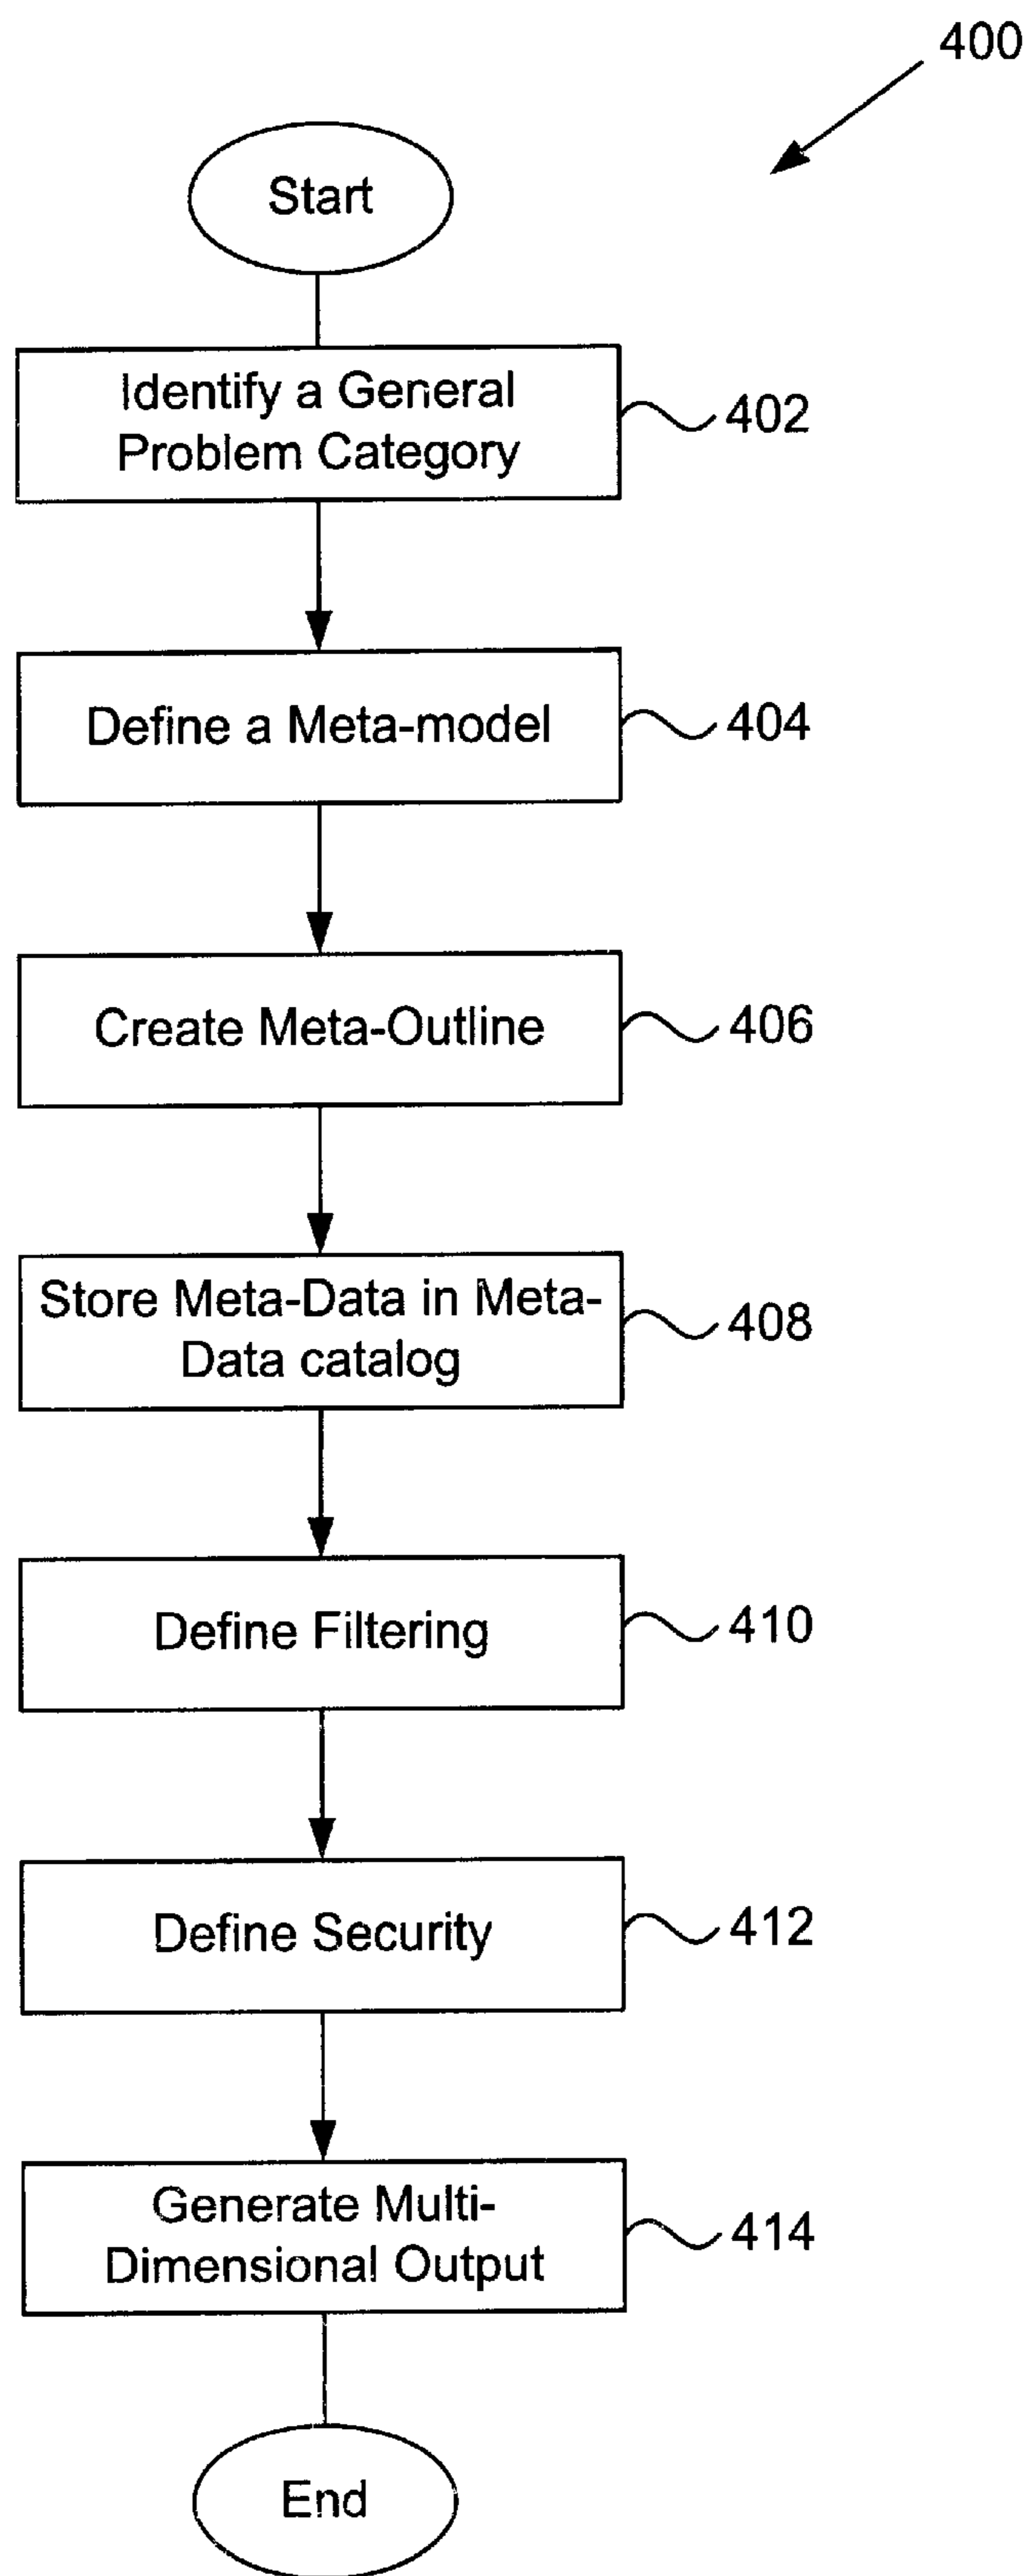 400
Start
Identify a General
Problem Category
402
Define a Meta-model
404
Create Meta-Outline
406
Store Meta-Data in Meta-
Data catalog
408
Define Filtering
410
Define Security
412
Generate Multi-
Dimensional Output
414
End